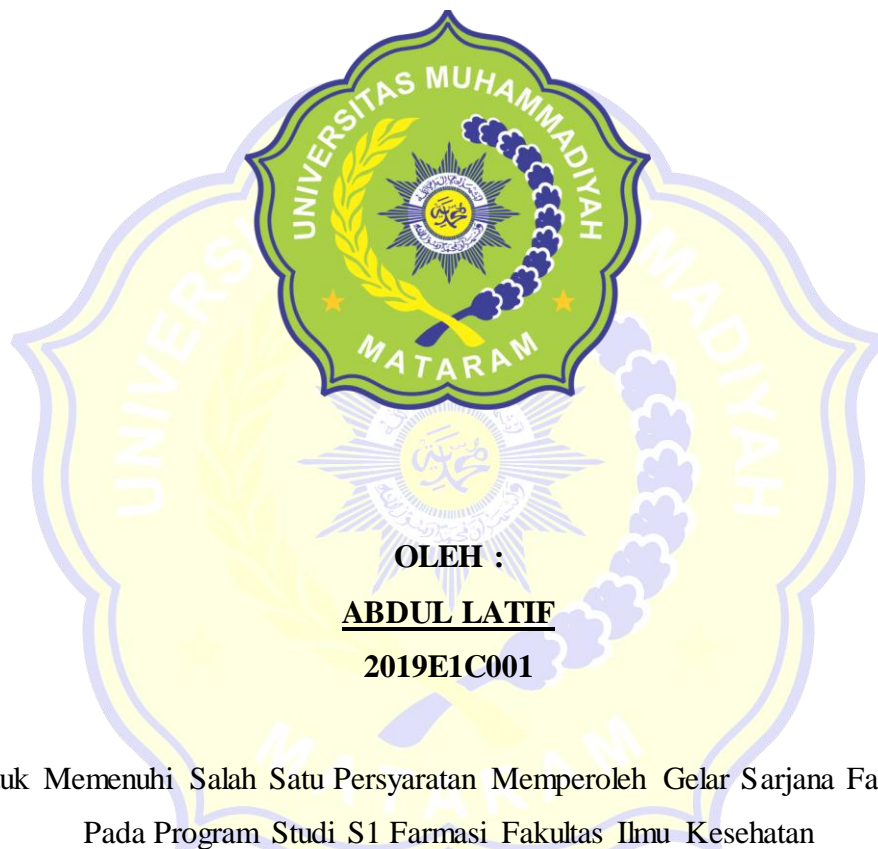 UNIVERSITAS MUHAMMADIYAH
MATARAM
OLEH :
ABDUL LATIF
2019E1C001
uk Memenuhi Salah Satu Persyaratan Memperoleh Gelar Sarjana Fa
Pada Program Studi S1 Farmasi Fakultas Ilmu Kesehatan